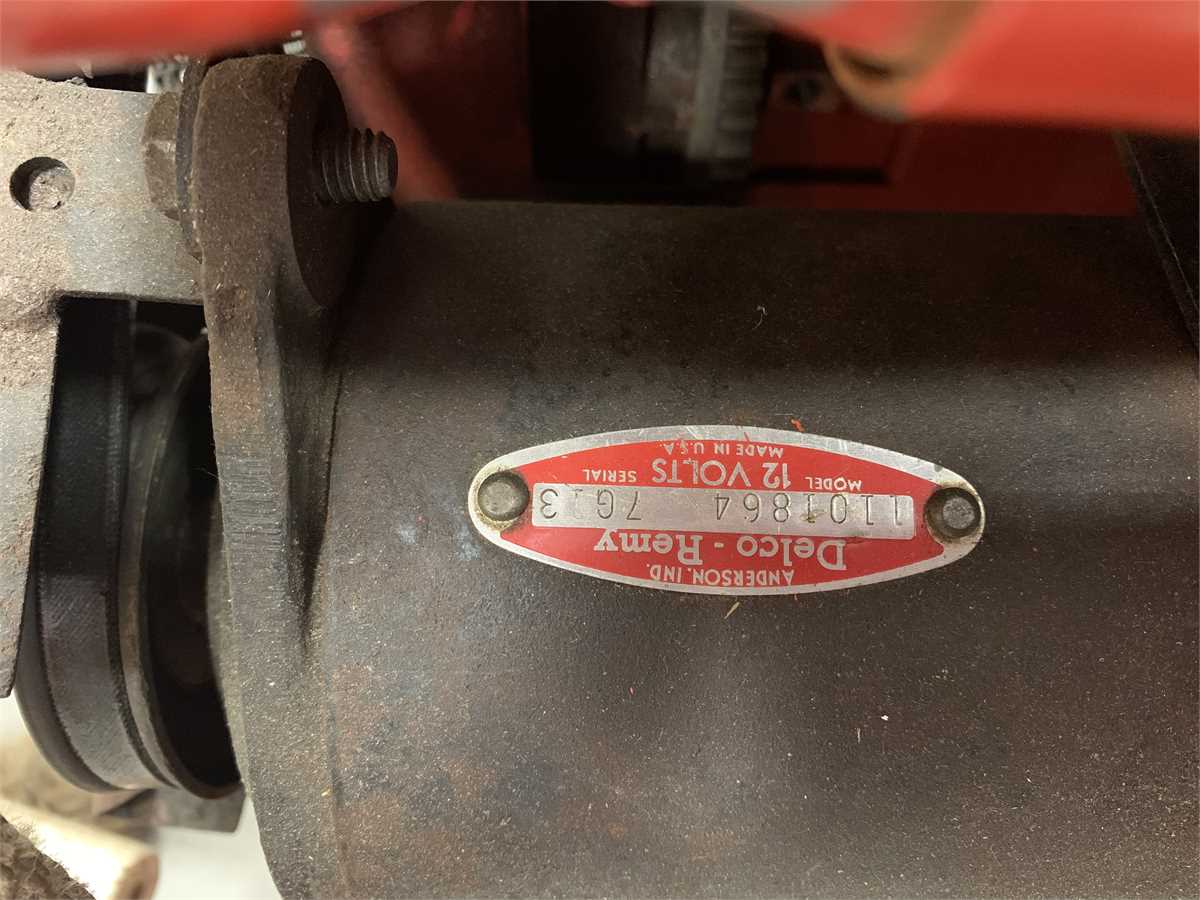 ANDERSON, IND.
Delco - Remy
1101864 7G13
MODEL SERIAL
12 VOLTS
MADE IN U.S.A.